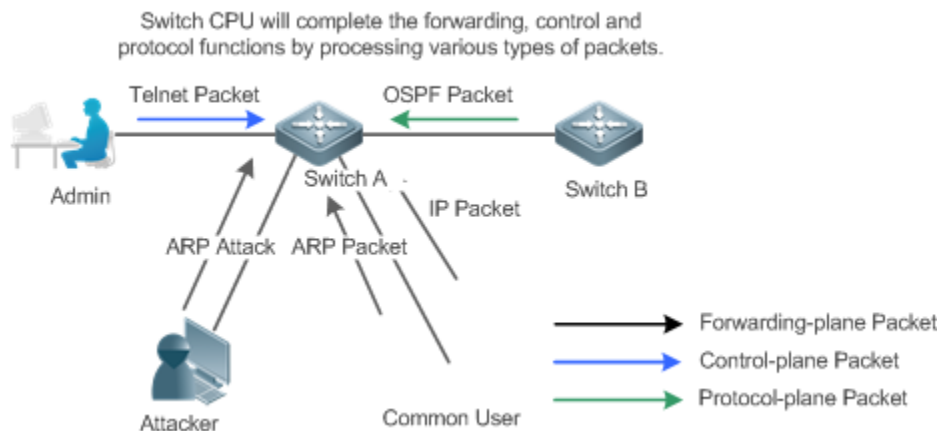 Switch CPU will complete the forwarding, control and
protocol functions by processing various types of packets.
Telnet Packet
OSPF Packet
Admin
Switch A
Switch B
IP Packet
ARP Attack
ARP Packet
Forwarding-plane Packet
Control-plane Packet
Protocol-plane Packet
Attacker
Common User